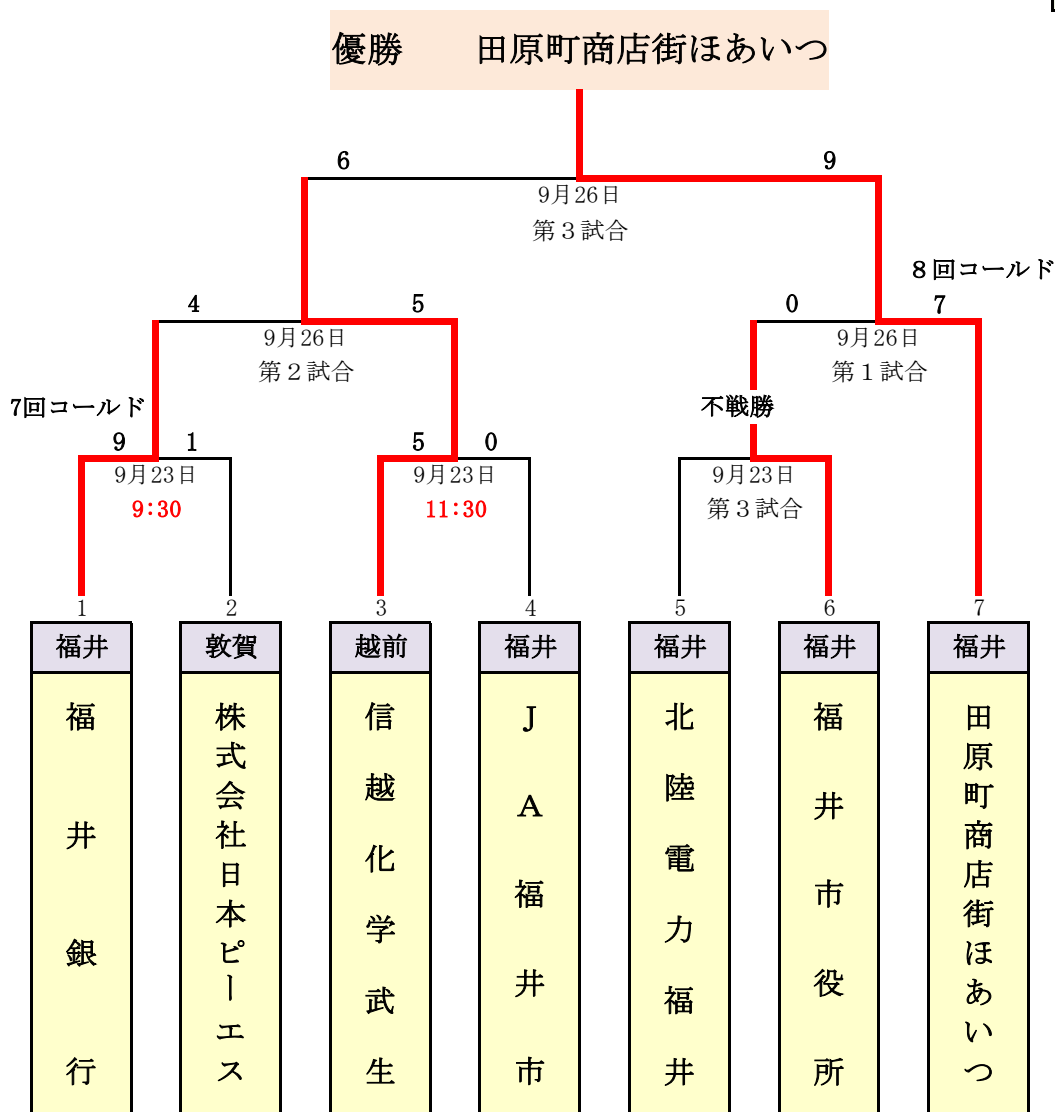 優勝　　田原町商店街ほあいつ
6
9
9月26日
第３試合
８回コールド
4
5
0
7
9月26日
第２試合
9月26日
第１試合
7回コールド
不戦勝
9
1
5
0
9月23日
9:30
9月23日
11:30
9月23日
第３試合
1
2
3
4
5
6
7
福井
敦賀
越前
福井
福井
福井
福井
福井銀行
株式会社日本ピーエス
信越化学武生
ＪＡ福井市
北陸電力福井
福井市役所
田原町商店街ほあいつ